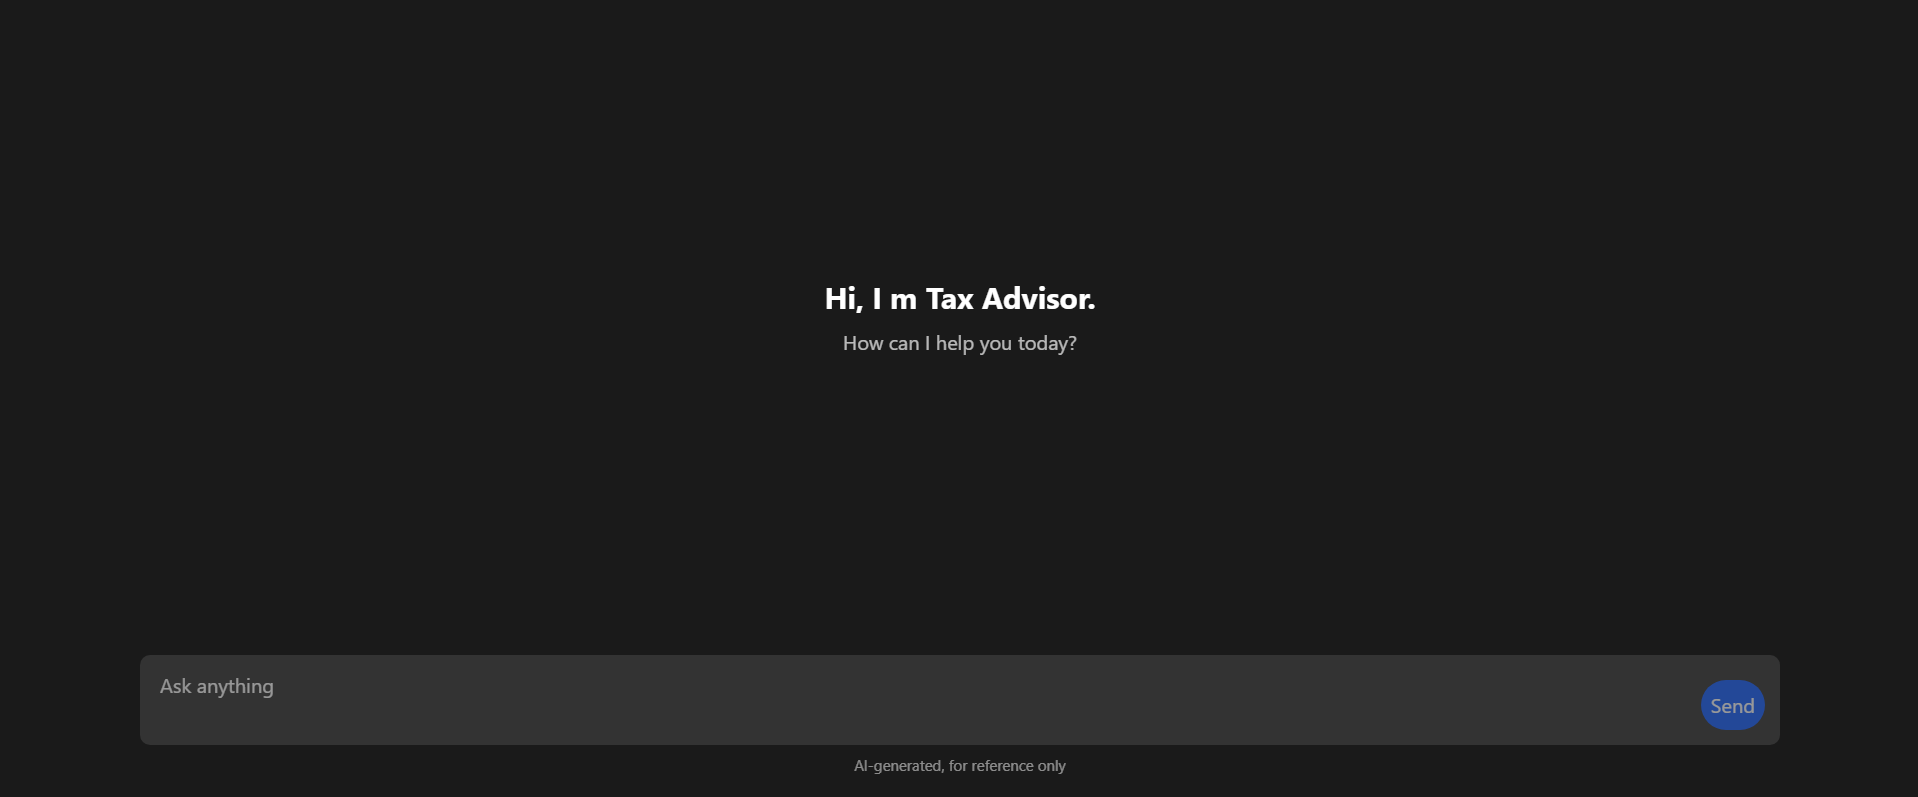 Hi, I m Tax Advisor.
How can I help you today?
Ask anything
Send
AI-generated, for reference only